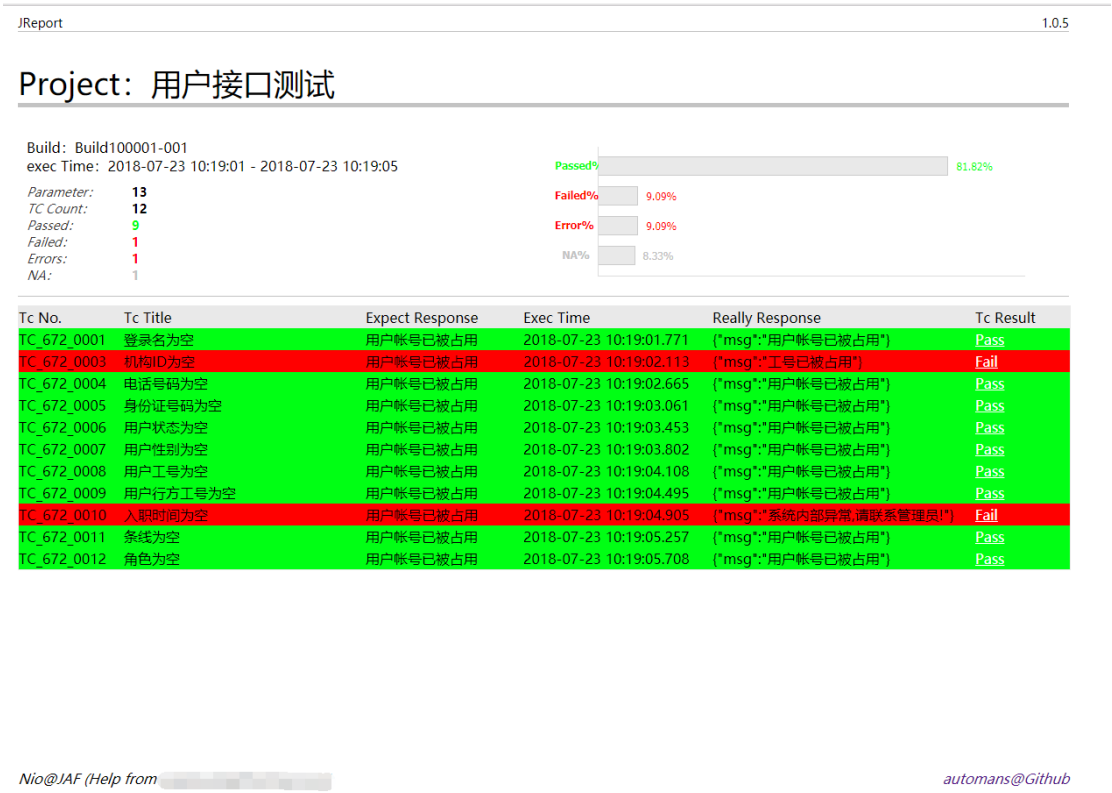 JReport 1.0.5
Project：用户接口测试
Build：Build100001-001
exec Time：2018-07-23 10:19:01 - 2018-07-23 10:19:05
Parameter: 13
TC Count: 12
Passed: 9
Failed: 1
Errors: 1
NA: 1
Passed% 81.82%
Failed% 9.09%
Error% 9.09%
NA% 8.33%
Tc No. Tc Title Expect Response Exec Time Really Response Tc Result
TC_672_0001 登录名为空 用户帐号已被占用 2018-07-23 10:19:01.771 {"msg":"用户帐号已被占用"} Pass
TC_672_0003 机构ID为空 用户帐号已被占用 2018-07-23 10:19:02.113 {"msg":"工号已被占用"} Fail
TC_672_0004 电话号码为空 用户帐号已被占用 2018-07-23 10:19:02.665 {"msg":"用户帐号已被占用"} Pass
TC_672_0005 身份证号码为空 用户帐号已被占用 2018-07-23 10:19:03.061 {"msg":"用户帐号已被占用"} Pass
TC_672_0006 用户状态为空 用户帐号已被占用 2018-07-23 10:19:03.453 {"msg":"用户帐号已被占用"} Pass
TC_672_0007 用户性别为空 用户帐号已被占用 2018-07-23 10:19:03.802 {"msg":"用户帐号已被占用"} Pass
TC_672_0008 用户工号为空 用户帐号已被占用 2018-07-23 10:19:04.108 {"msg":"用户帐号已被占用"} Pass
TC_672_0009 用户行方工号为空 用户帐号已被占用 2018-07-23 10:19:04.495 {"msg":"用户帐号已被占用"} Pass
TC_672_0010 入职时间为空 用户帐号已被占用 2018-07-23 10:19:04.905 {"msg":"系统内部异常,请联系管理员!"} Fail
TC_672_0011 条线为空 用户帐号已被占用 2018-07-23 10:19:05.257 {"msg":"用户帐号已被占用"} Pass
TC_672_0012 角色为空 用户帐号已被占用 2018-07-23 10:19:05.708 {"msg":"用户帐号已被占用"} Pass
Nio@JAF (Help from automans@Github